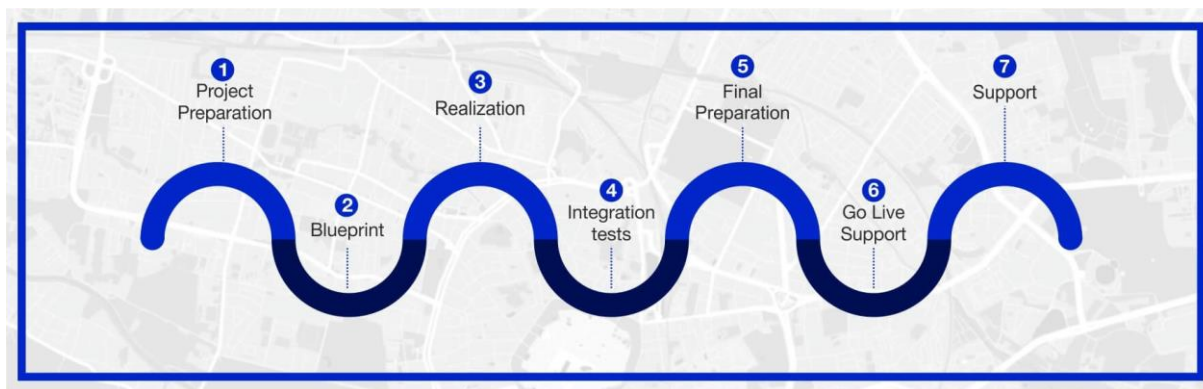 1
Project
Preparation
2
Blueprint
3
Realization
4
Integration
tests
5
Final
Preparation
6
Go Live
Support
7
Support